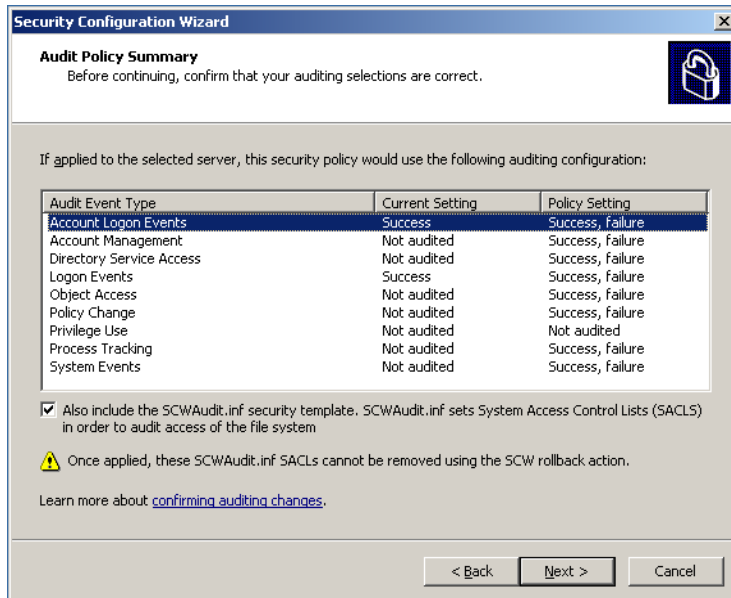 Security Configuration Wizard
Audit Policy Summary
Before continuing, confirm that your auditing selections are correct.
If applied to the selected server, this security policy would use the following auditing configuration:
Audit Event Type Current Setting Policy Setting
Account Logon Events Success Success, failure
Account Management Not audited Success, failure
Directory Service Access Not audited Success, failure
Logon Events Success Success, failure
Object Access Not audited Success, failure
Policy Change Not audited Success, failure
Privilege Use Not audited Not audited
Process Tracking Not audited Success, failure
System Events Not audited Success, failure
Also include the SCWAudit.inf security template. SCWAudit.inf sets System Access Control Lists (SACLS)
in order to audit access of the file system
Once applied, these SCWAudit.inf SACLs cannot be removed using the SCW rollback action.
Learn more about confirming auditing changes.
< Back Next > Cancel